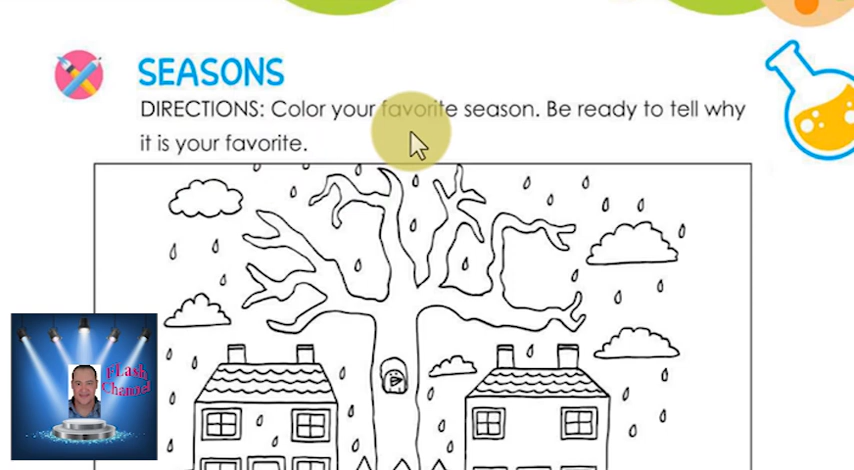 SEASONS
DIRECTIONS: Color your favorite season. Be ready to tell why
it is your favorite.
FLash
Channel